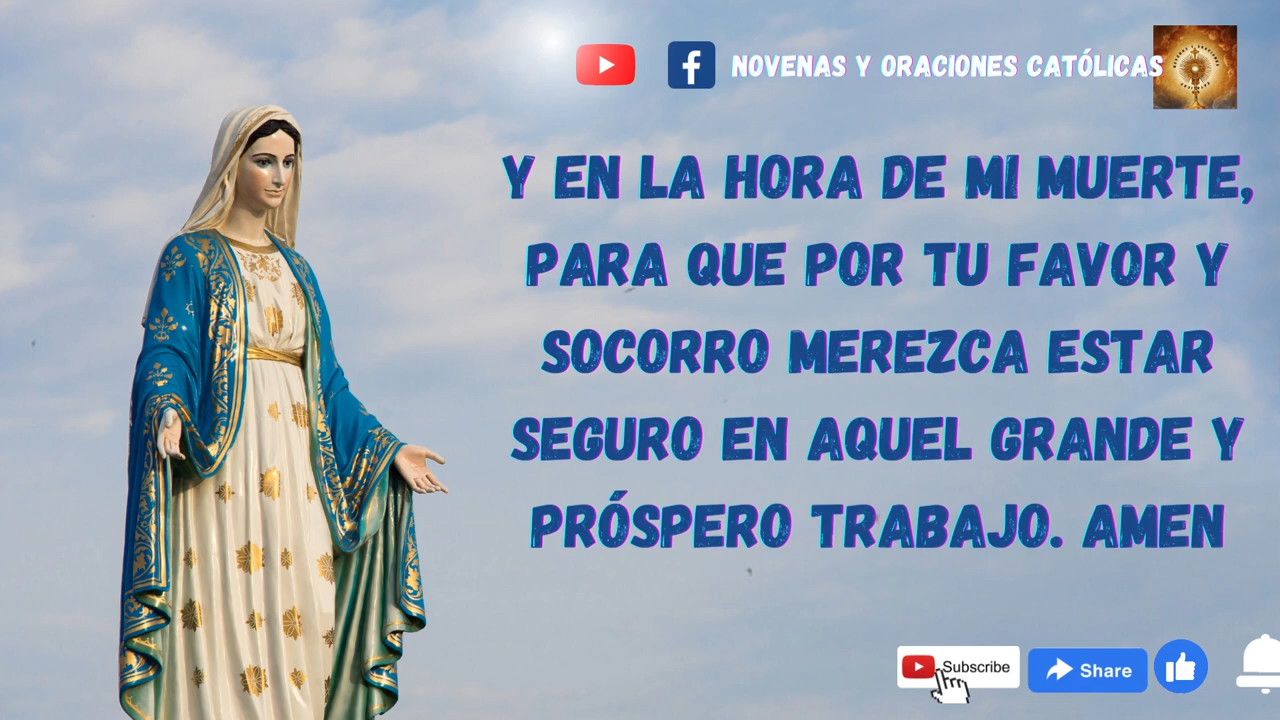 NOVENAS Y ORACIONES CATÓLICAS
Y EN LA HORA DE MI MUERTE,
PARA QUE POR TU FAVOR Y
SOCORRO MEREZCA ESTAR
SEGURO EN AQUEL GRANDE Y
PRÓSPERO TRABAJO. AMEN
Subscribe
Share